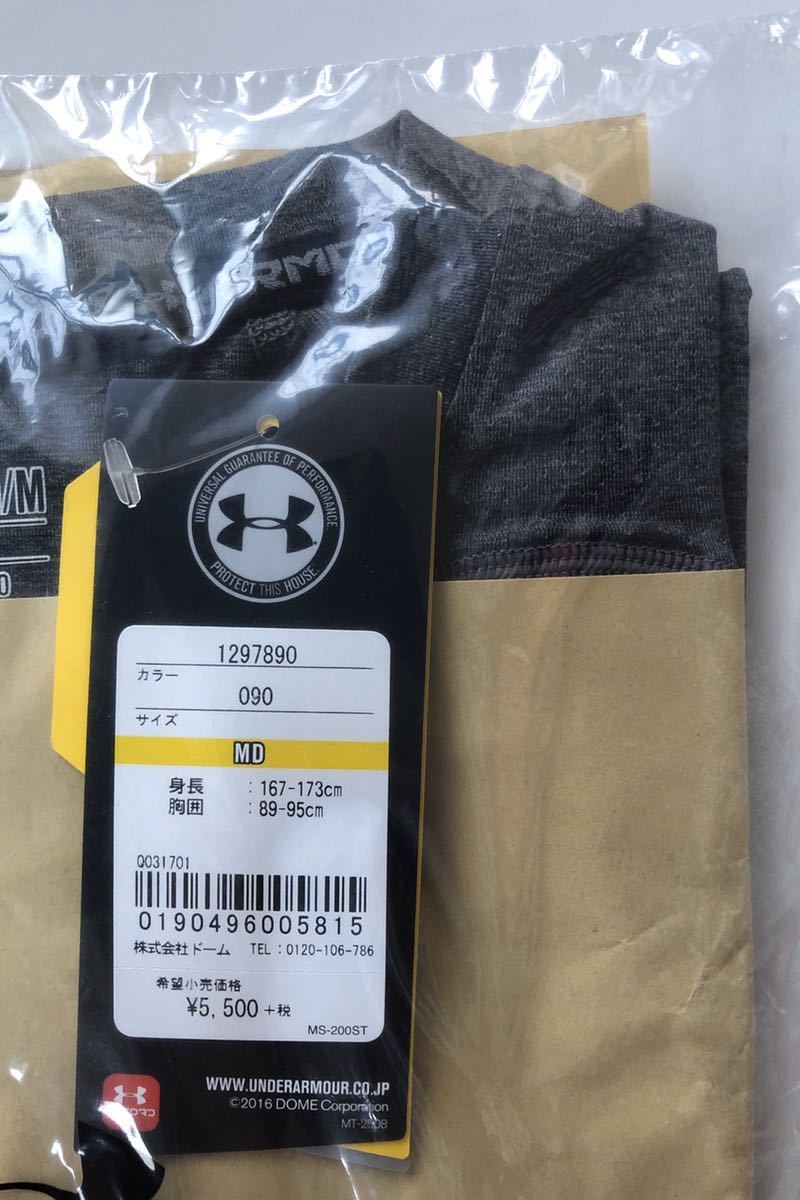 UNIVERSAL GUARANTEE OF PERFORMANCE.
PROTECT THIS HOUSE.
/M
0
1297890
カラー
090
サイズ
MD
身長 : 167-173cm
胸囲 : 89-95cm
Q031701
0190496005815
株式会社ドーム TEL:0120-106-786
希望小売価格
¥5,500+税
MS-200ST
WWW.UNDERARMOUR.CO.JP
©2016 DOME Corporation